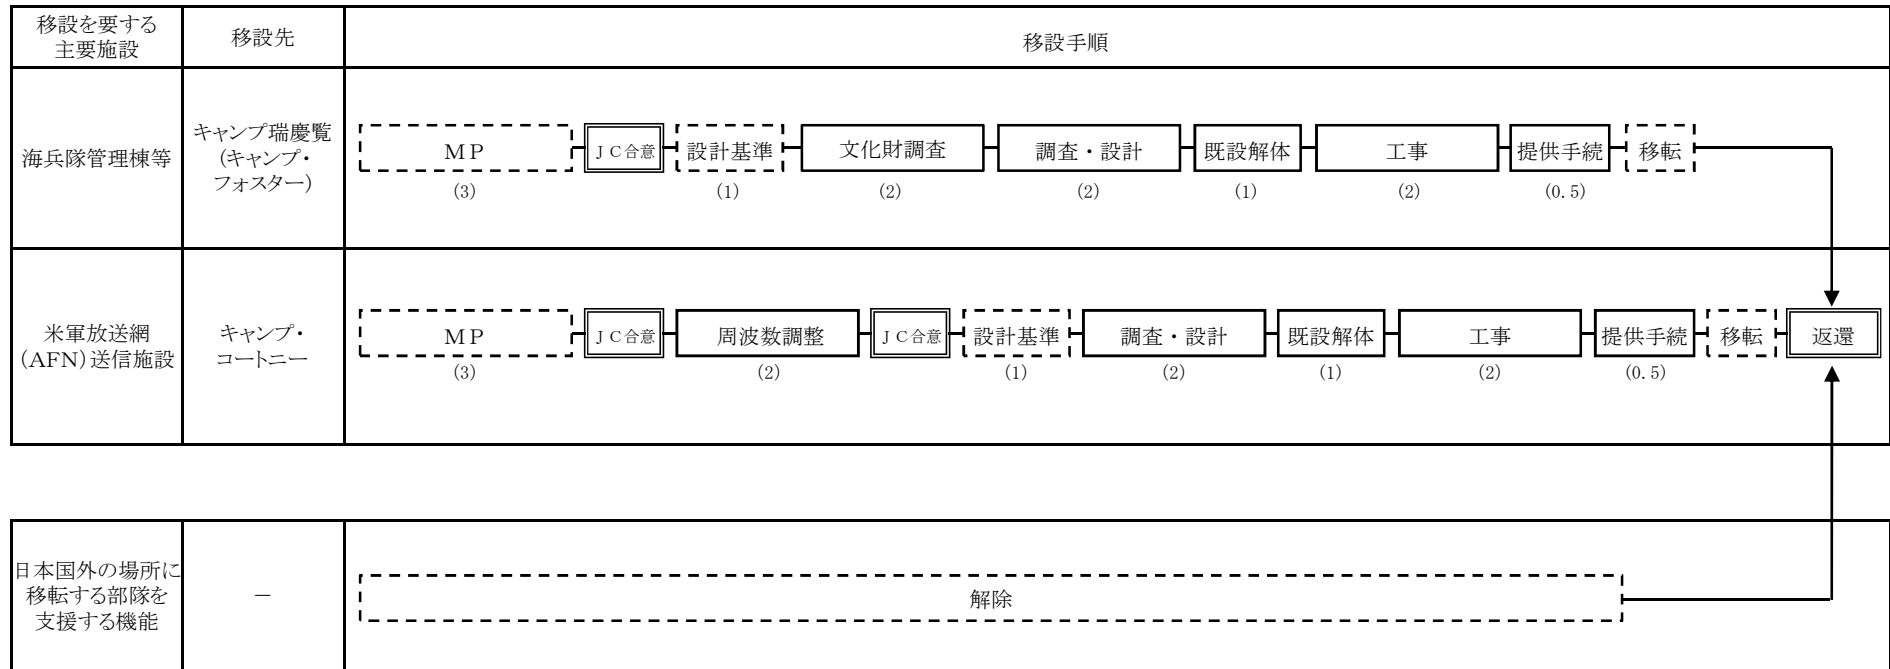 移設を要する
主要施設
移設先
移設手順
海兵隊管理棟等
キャンプ瑞慶覧
(キャンプ・
フォスター)
ＭＰ
ＪＣ合意
設計基準
文化財調査
調査・設計
既設解体
工事
提供手続
移転
(3)
(1)
(2)
(2)
(1)
(2)
(0.5)
米軍放送網
(AFN)送信施設
キャンプ・
コートニー
ＭＰ
ＪＣ合意
周波数調整
ＪＣ合意
設計基準
調査・設計
既設解体
工事
提供手続
移転
返還
(3)
(2)
(1)
(2)
(1)
(2)
(0.5)
日本国外の場所に
移転する部隊を
支援する機能
－
解除